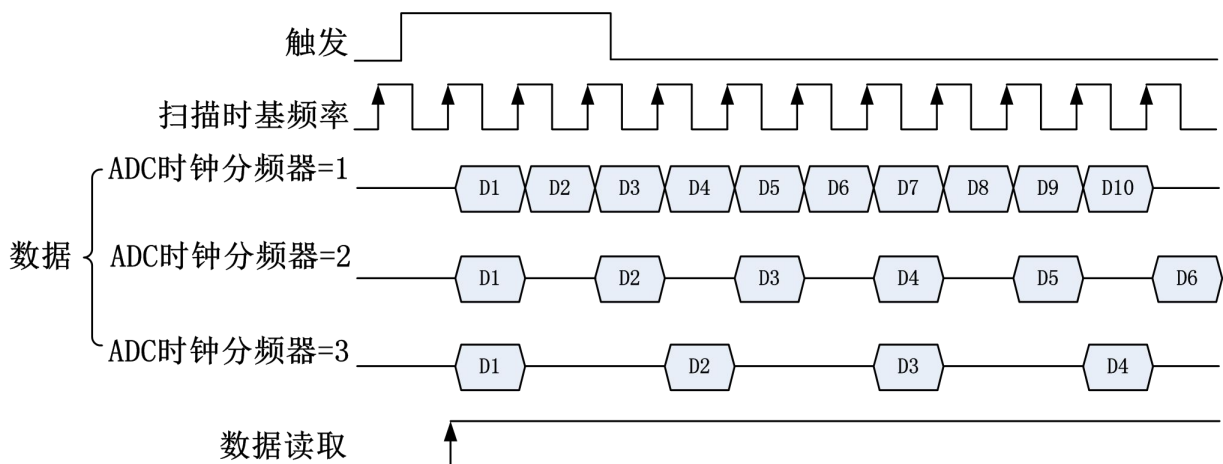 触发
扫描时基频率
数据
ADC时钟分频器=1
D1 D2 D3 D4 D5 D6 D7 D8 D9 D10
ADC时钟分频器=2
D1 D2 D3 D4 D5 D6
ADC时钟分频器=3
D1 D2 D3 D4
数据读取